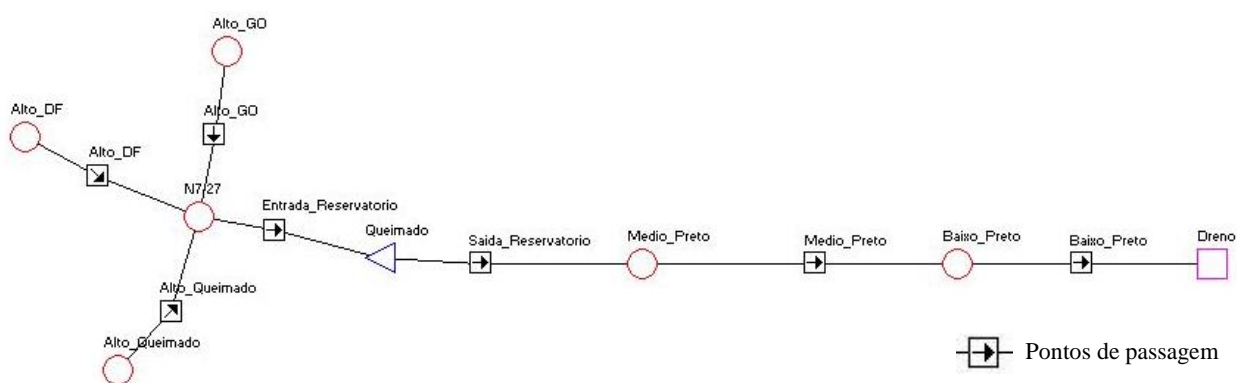 Alto_GO
Alto_DF
Alto_GO
Alto_DF
N7/27
Entrada_Reservatorio
Queimado
Saida_Reservatorio
Medio_Preto
Medio_Preto
Baixo_Preto
Baixo_Preto
Dreno
Alto_Queimado
Alto_Queimado
Pontos de passagem